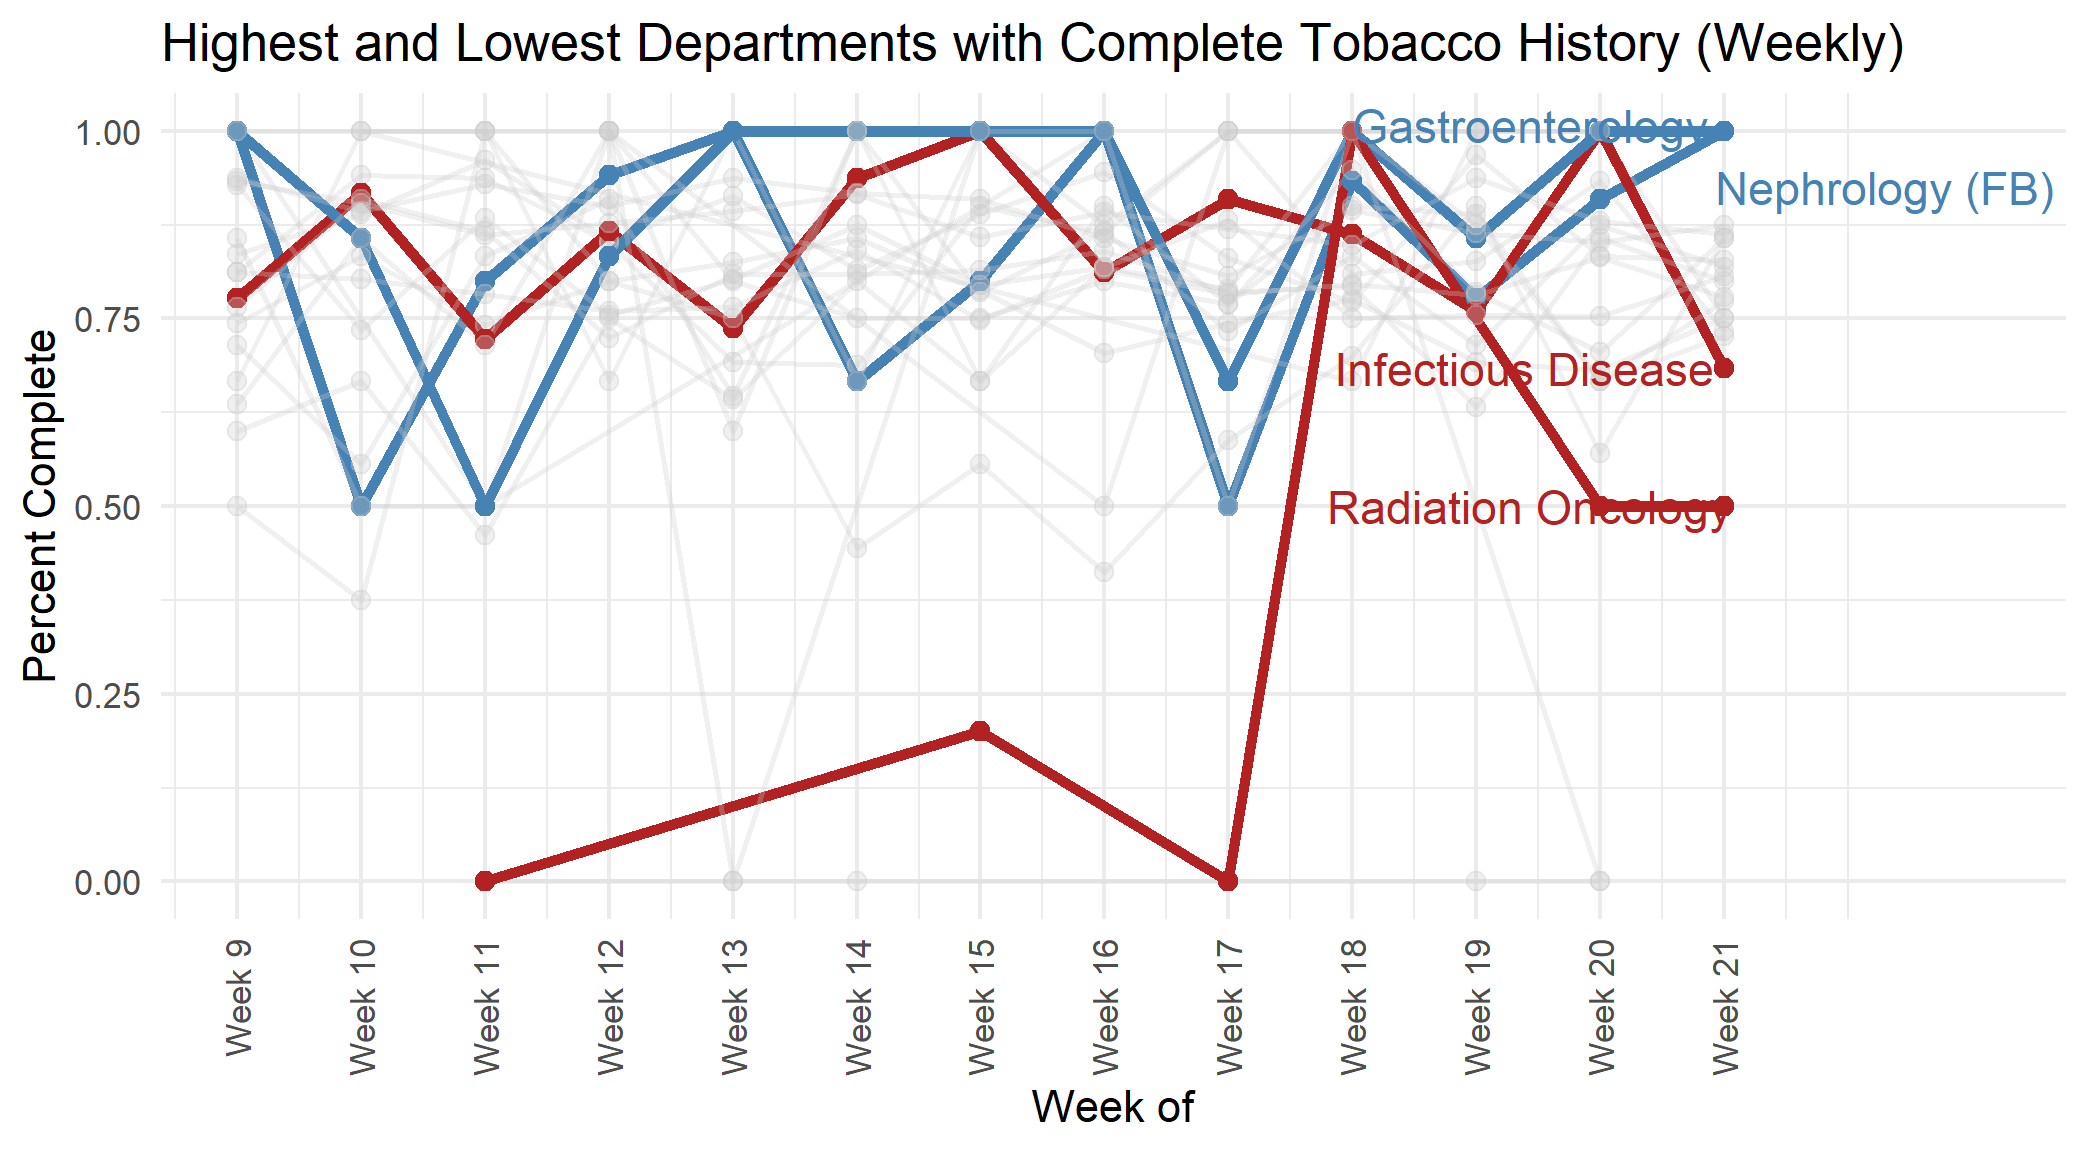 Highest and Lowest Departments with Complete Tobacco History (Weekly)
1.00
0.75
0.50
0.25
0.00
Percent Complete
Gastroenterology
Nephrology (FB)
Infectious Disease
Radiation Oncology
Week 9
Week 10
Week 11
Week 12
Week 13
Week 14
Week 15
Week 16
Week 17
Week 18
Week 19
Week 20
Week 21
Week of